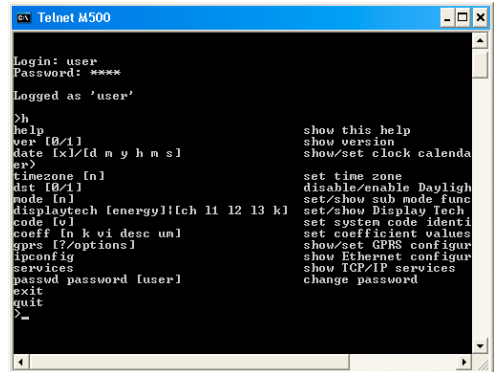 Telnet M500
Login: user
Password: ****
Logged as 'user'
>h
help show this help
ver [0/1] show version
date [x]/[d m y h m s] show/set clock calenda
er)
timezone [n] set time zone
dst [0/1] disable/enable Dayligh
mode [n] set/show sub mode func
displaytech [energy]¦[ch l1 l2 l3 k] set/show Display Tech
code [v] set system code identi
coeff [n k vi desc um] set coefficient values
gprs [?/options] show/set GPRS configur
ipconfig show Ethernet configur
services show TCP/IP services
passwd password [user] change password
exit
quit
>_